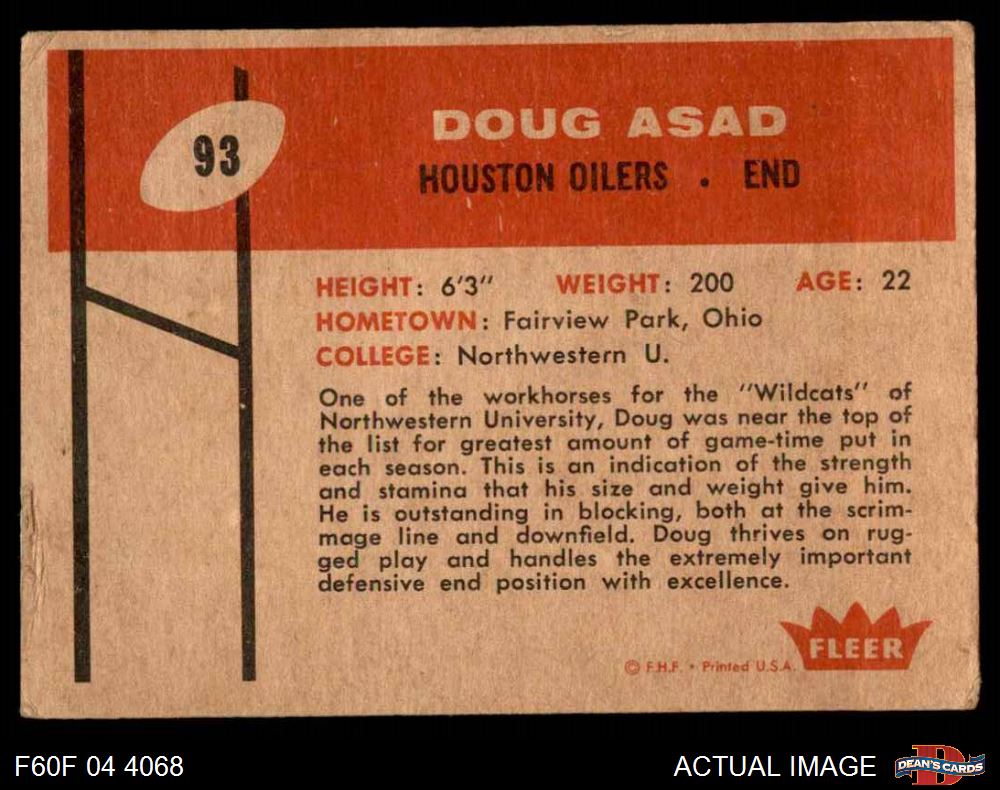 93
DOUG ASAD
HOUSTON OILERS . END
HEIGHT: 6'3" WEIGHT: 200 AGE: 22
HOMETOWN: Fairview Park, Ohio
COLLEGE: Northwestern U.
One of the workhorses for the "Wildcats" of
Northwestern University, Doug was near the top of
the list for greatest amount of game-time put in
each season. This is an indication of the strength
and stamina that his size and weight give him.
He is outstanding in blocking, both at the scrim-
mage line and downfield. Doug thrives on rug-
ged play and handles the extremely important
defensive end position with excellence.
FLEER
© F.H.F. • Printed U.S.A.
F60F 04 4068
ACTUAL IMAGE
D
DEAN'S CARDS